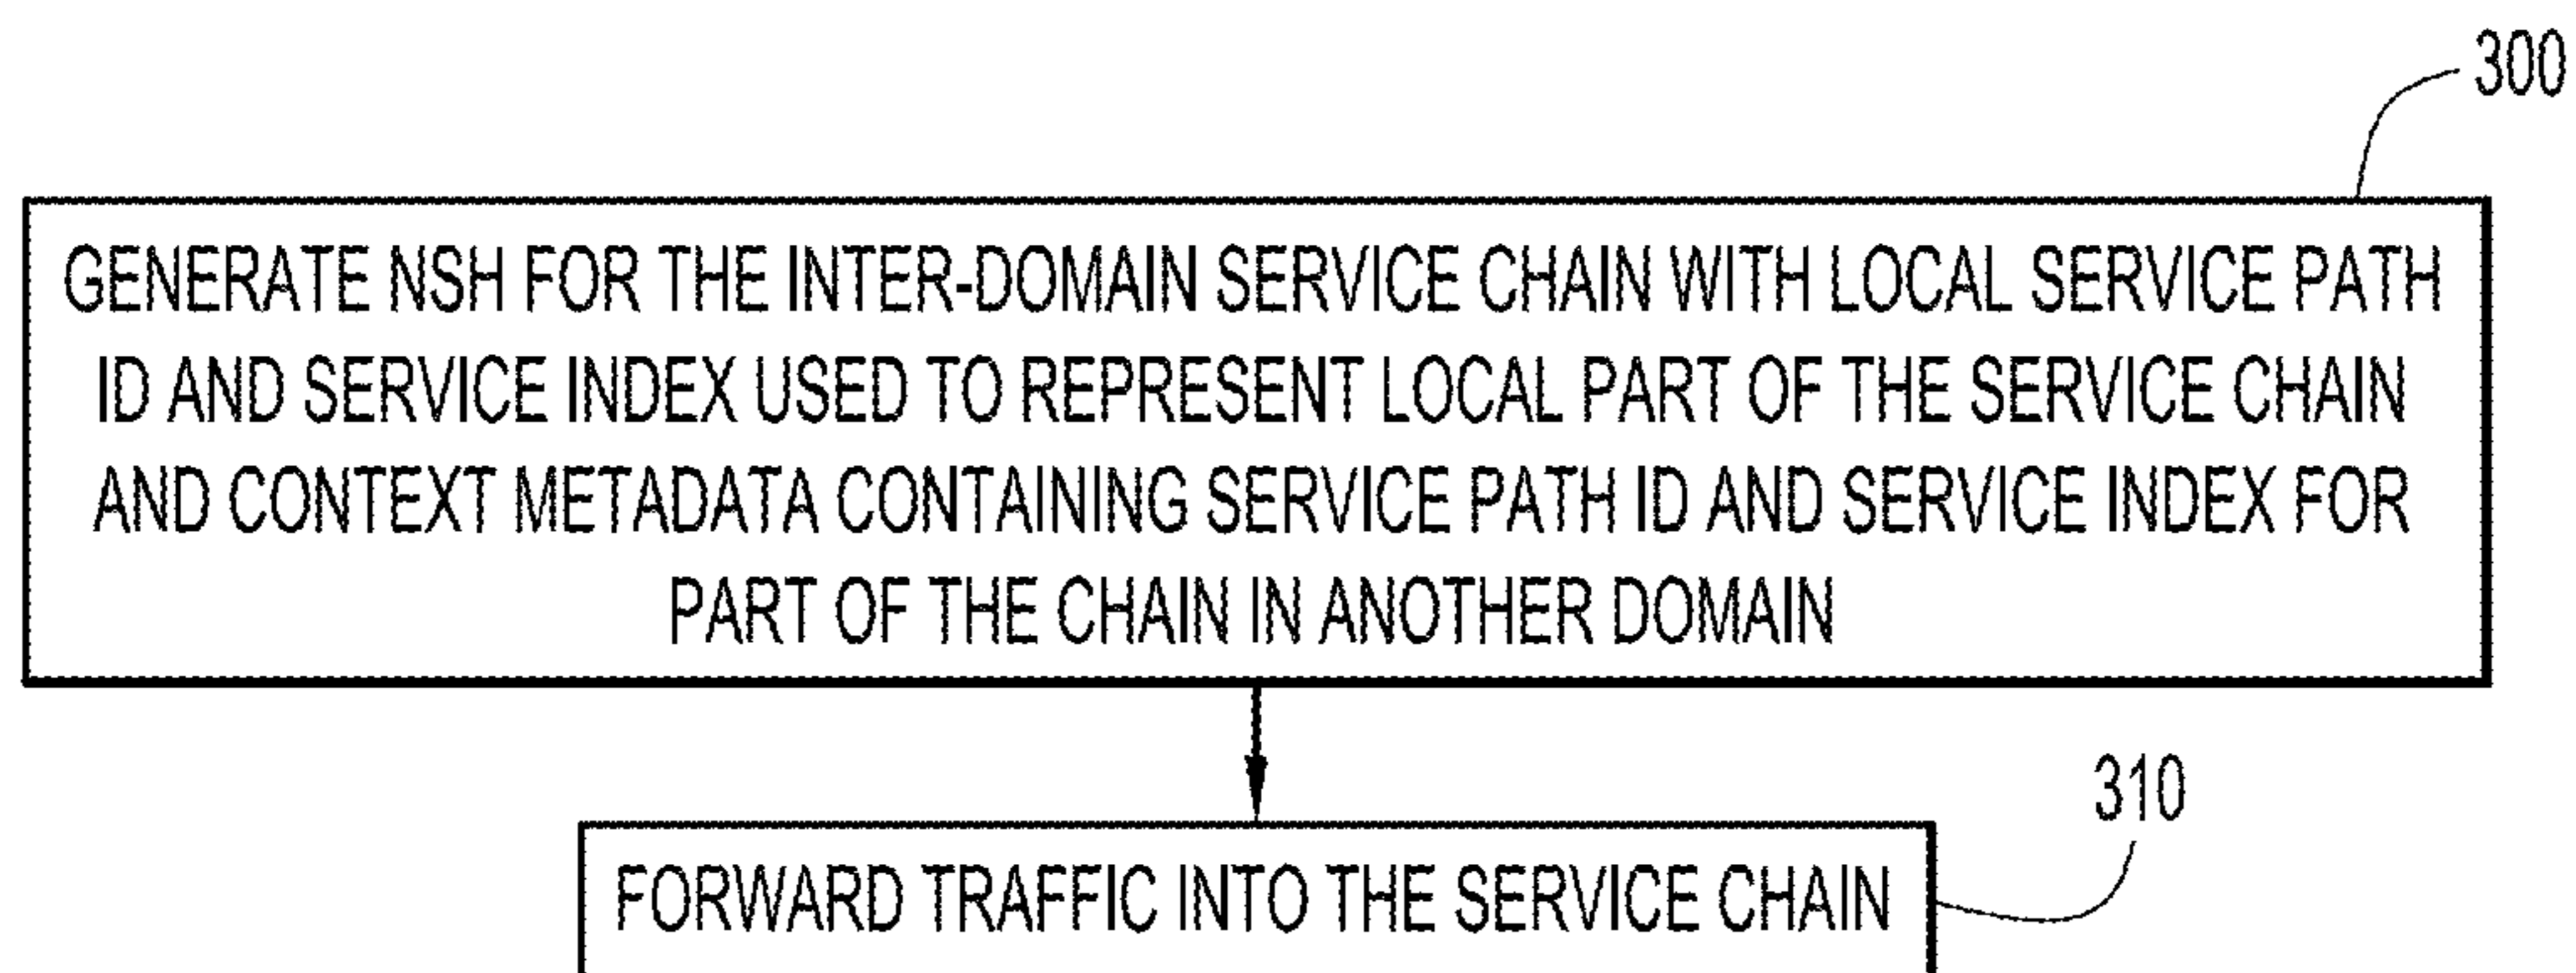 300
GENERATE NSH FOR THE INTER-DOMAIN SERVICE CHAIN WITH LOCAL SERVICE PATH
ID AND SERVICE INDEX USED TO REPRESENT LOCAL PART OF THE SERVICE CHAIN
AND CONTEXT METADATA CONTAINING SERVICE PATH ID AND SERVICE INDEX FOR
PART OF THE CHAIN IN ANOTHER DOMAIN
310
FORWARD TRAFFIC INTO THE SERVICE CHAIN